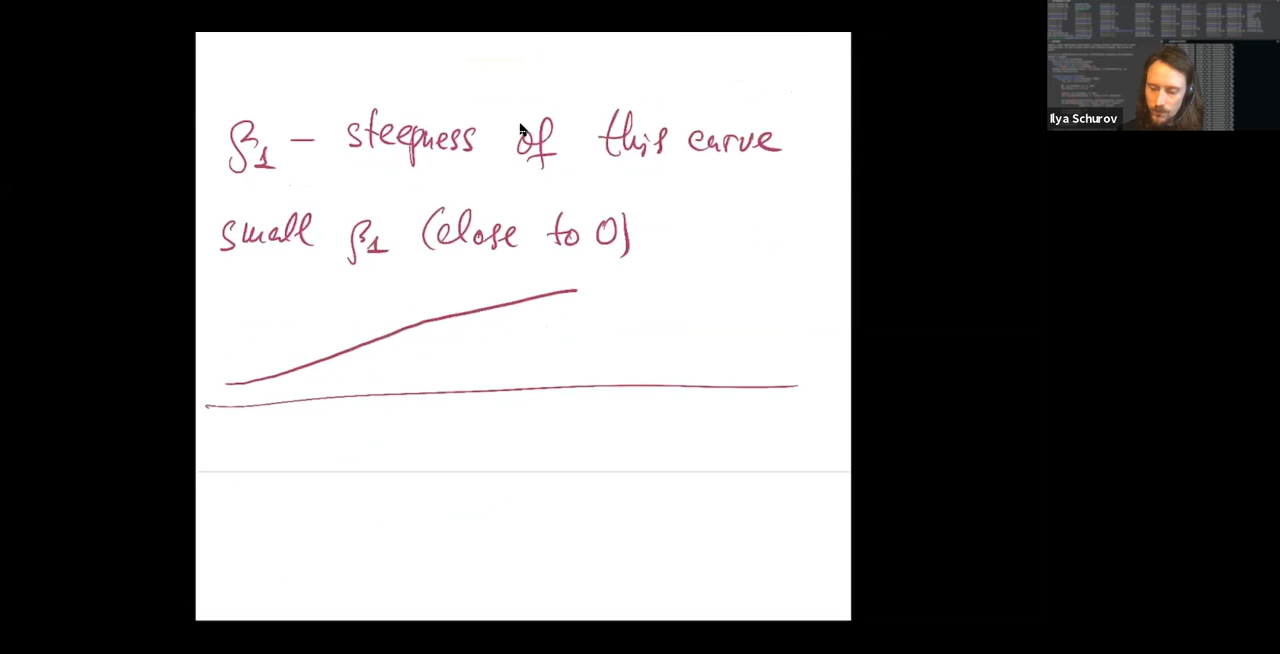 β₁ – steepness of this curve
small β₁ (close to 0)
Ilya Schurov